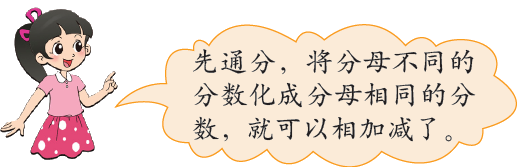 先通分，将分母不同的
分数化成分母相同的分
数，就可以相加减了。